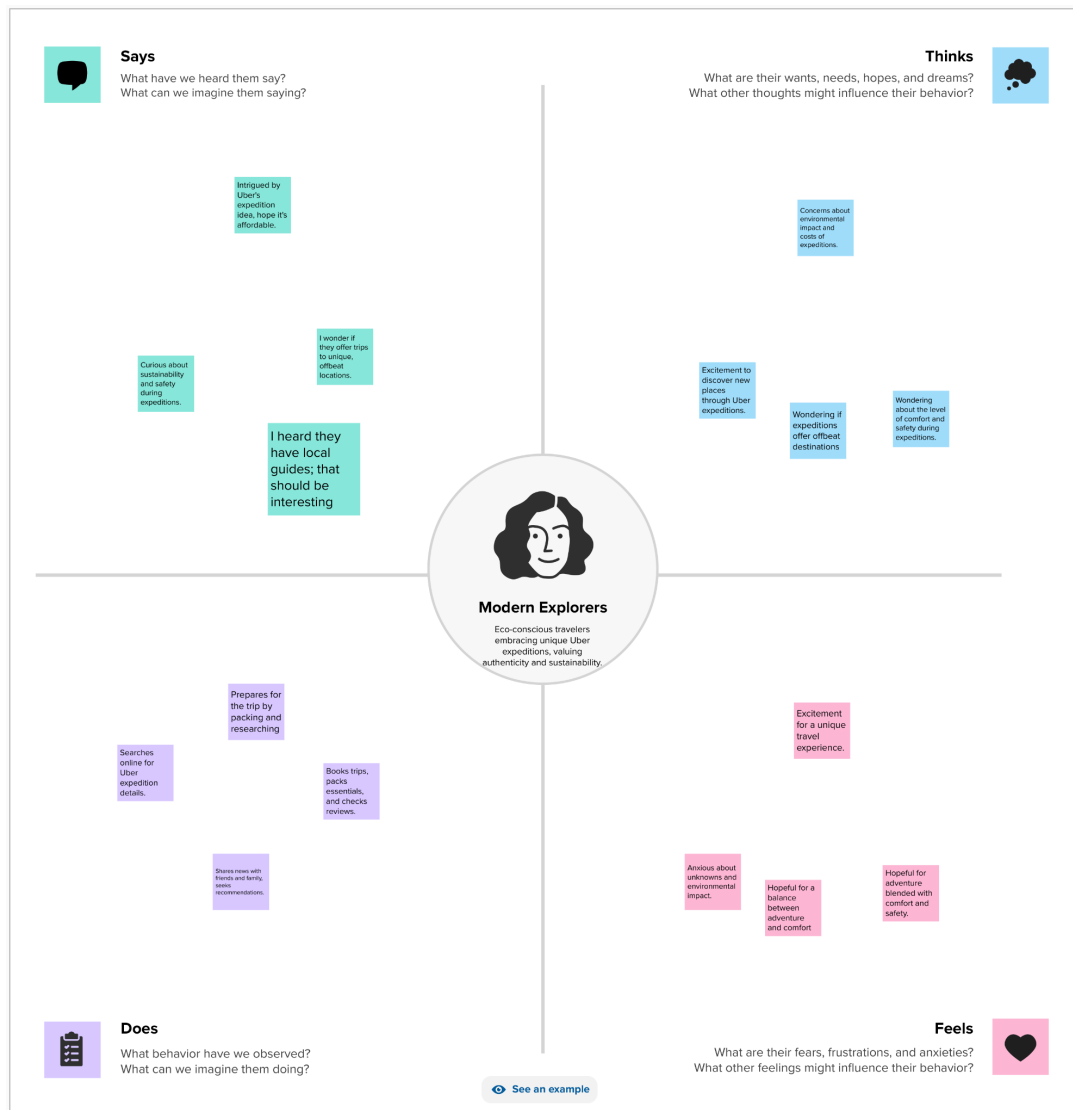 Says
What have we heard them say?
What can we imagine them saying?
Thinks
What are their wants, needs, hopes, and dreams?
What other thoughts might influence their behavior?
Intrigued by
Uber's
expedition
idea, hope it's
affordable.
Curious about
sustainability
and safety
during
expeditions.
I wonder if
they offer trips
to unique,
offbeat
locations.
I heard they
have local
guides; that
should be
interesting
Concerns about
environmental
impact and
costs of
expeditions.
Excitement to
discover new
places
through Uber
expeditions.
Wondering if
expeditions
offer offbeat
destinations
Wondering
about the level
of comfort and
safety during
expeditions.
Modern Explorers
Eco-conscious travelers
embracing unique Uber
expeditions, valuing
authenticity and sustainability.
Prepares for
the trip by
packing and
researching
Searches
online for
Uber
expedition
details.
Books trips,
packs
essentials,
and checks
reviews.
Shares news with
friends and family,
seeks
recommendations.
Excitement
for a unique
travel
experience.
Anxious about
unknowns and
environmental
impact.
Hopeful for a
balance
between
adventure
and comfort
Hopeful for
adventure
blended with
comfort and
safety.
Does
What behavior have we observed?
What can we imagine them doing?
Feels
What are their fears, frustrations, and anxieties?
What other feelings might influence their behavior?
See an example